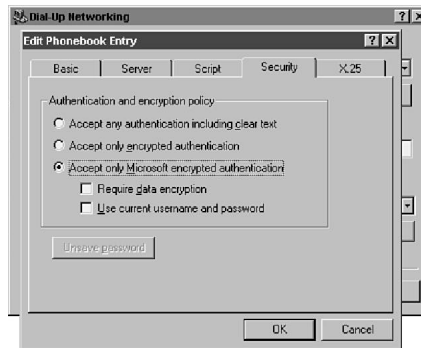 Dial-Up Networking
Edit Phonebook Entry
Basic Server Script Security X.25
Authentication and encryption policy
Accept any authentication including clear text
Accept only encrypted authentication
Accept only Microsoft encrypted authentication
Require data encryption
Use current username and password
Unsave password
OK Cancel